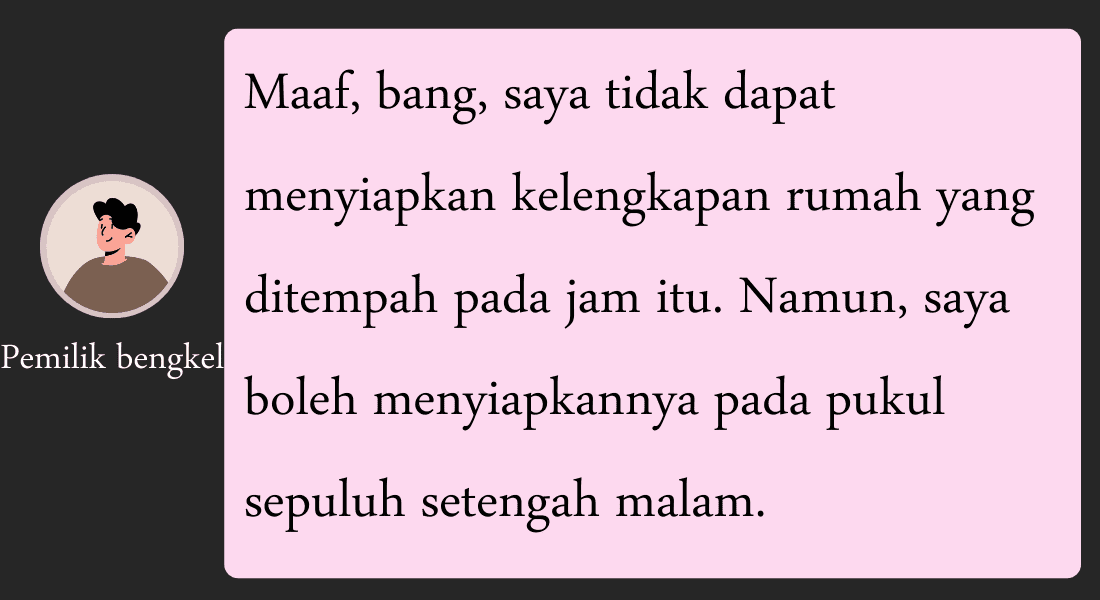 Maaf, bang, saya tidak dapat
menyiapkan kelengkapan rumah yang
ditempah pada jam itu. Namun, saya
boleh menyiapkannya pada pukul
sepuluh setengah malam.
Pemilik bengkel